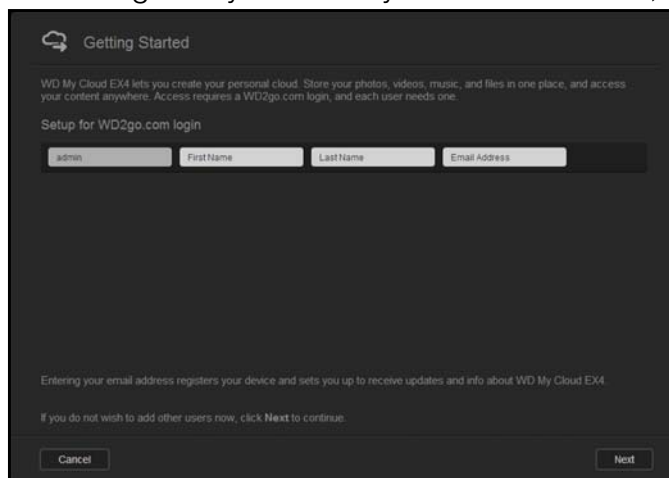 Getting Started
WD My Cloud EX4 lets you create your personal cloud. Store your photos, videos, music, and files in one place, and access
your content anywhere. Access requires a WD2go.com login, and each user needs one.
Setup for WD2go.com login
admin
First Name
Last Name
Email Address
Entering your email address registers your device and sets you up to receive updates and info about WD My Cloud EX4.
If you do not wish to add other users now, click Next to continue.
Cancel
Next